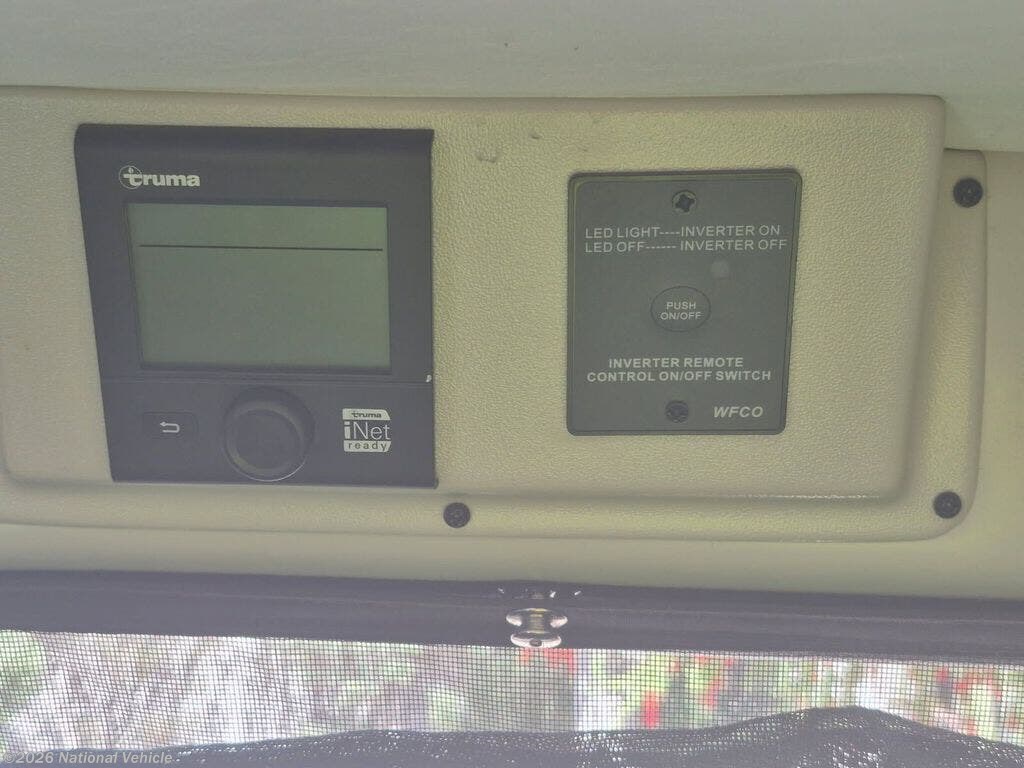 truma
LED LIGHT----INVERTER ON
LED OFF------ INVERTER OFF
PUSH
ON/OFF
INVERTER REMOTE
CONTROL ON/OFF SWITCH
WFCO
truma
iNet
ready
©2026 National Vehicle